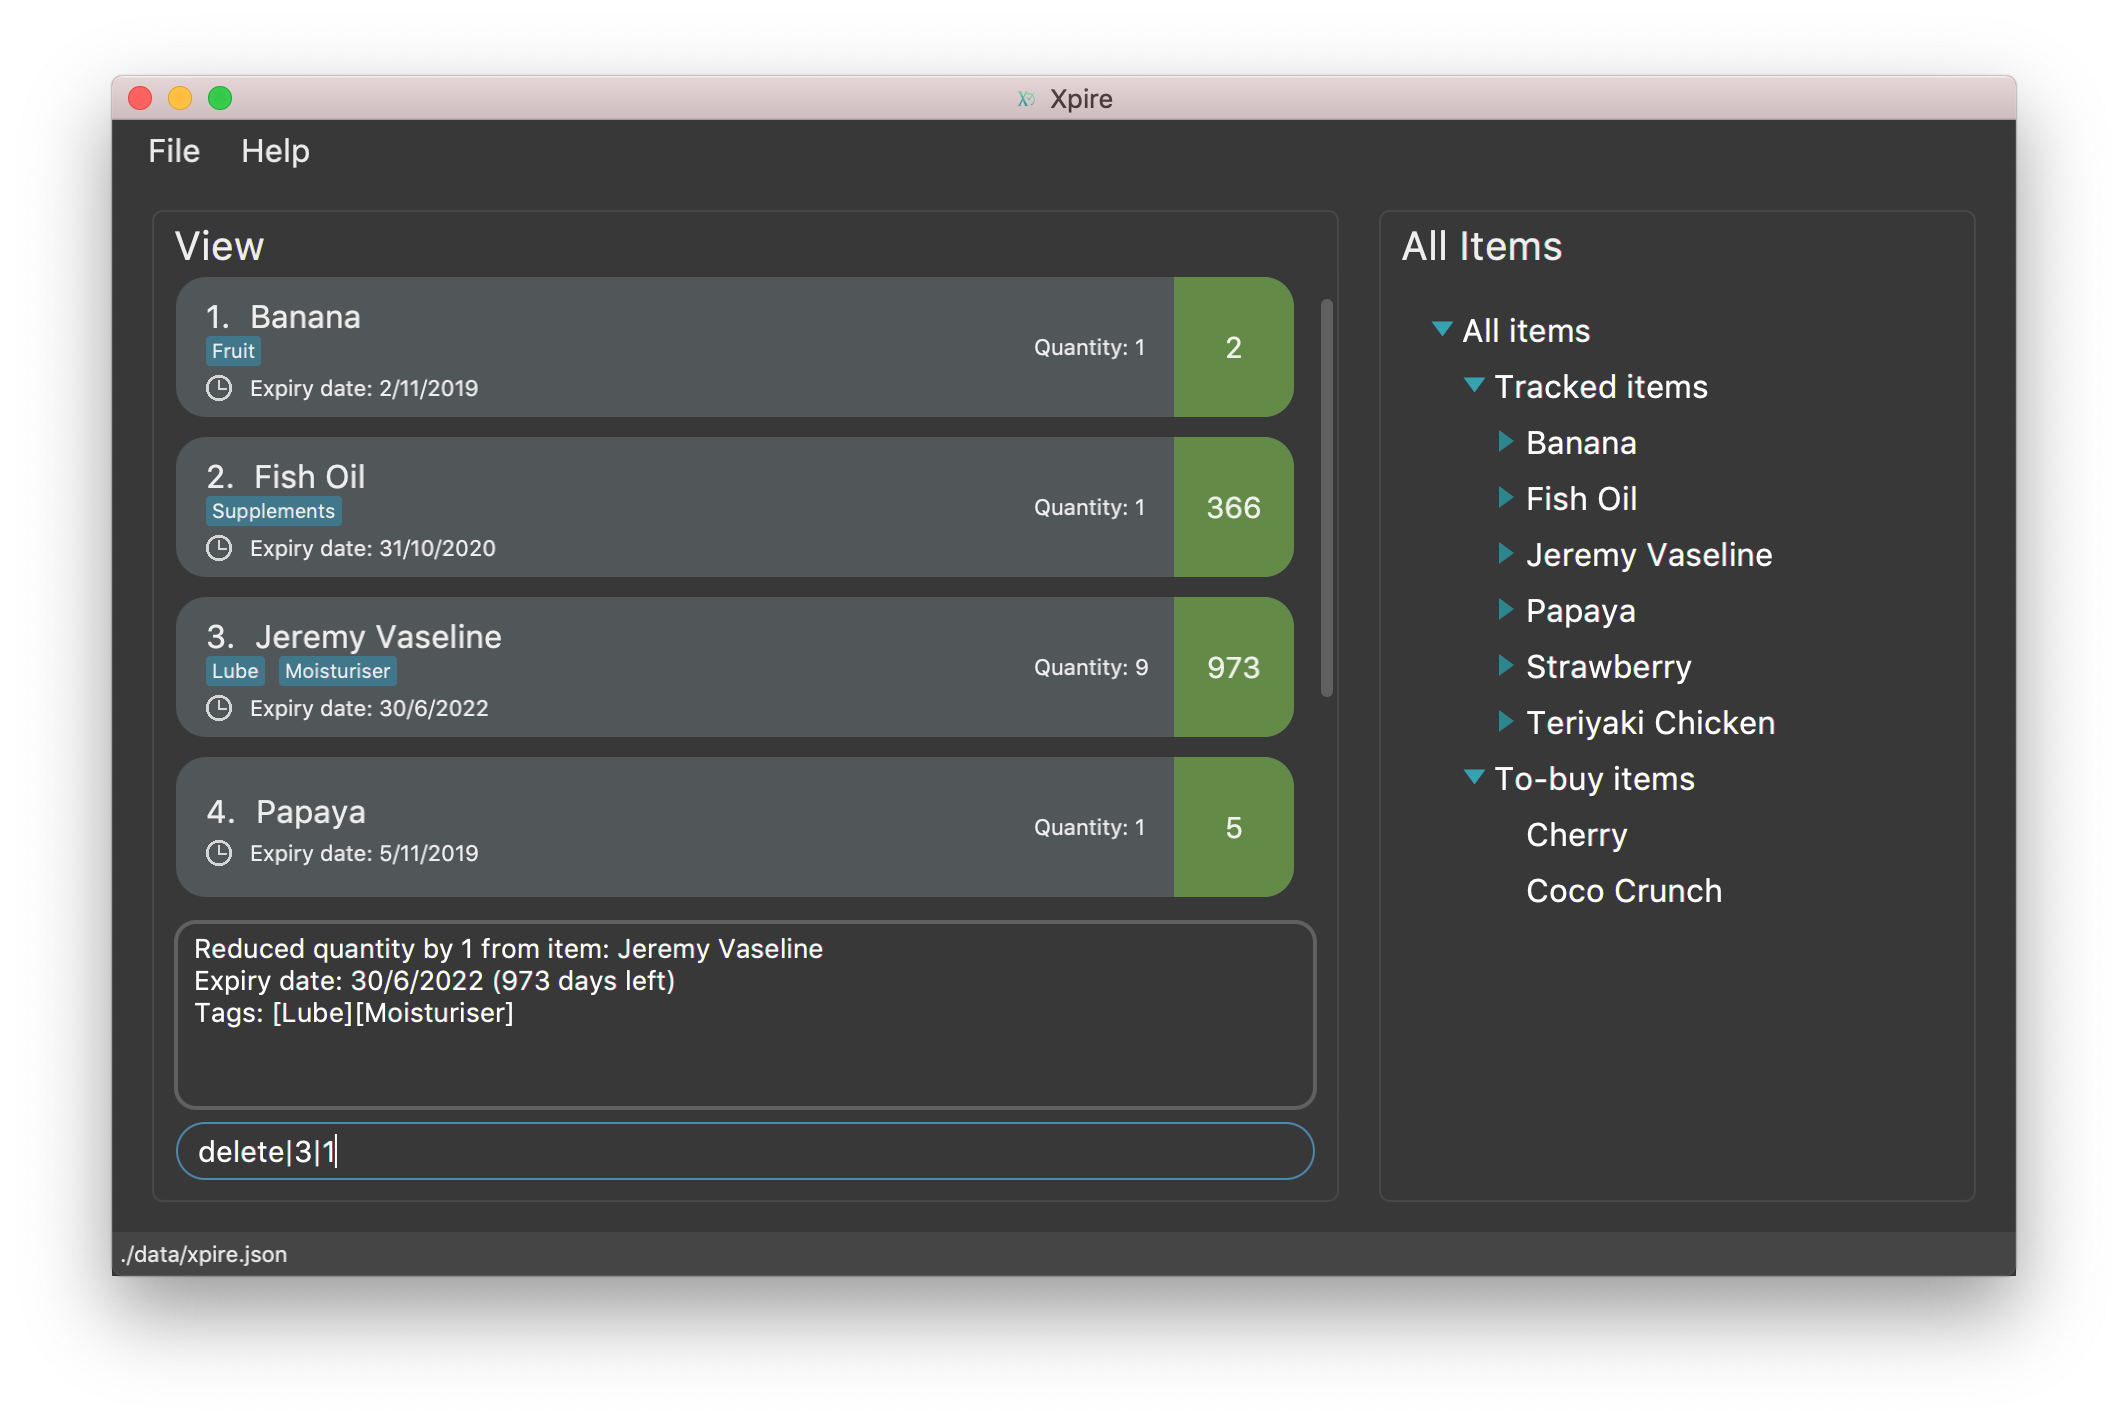 Xpire
File Help
View
1. Banana
Fruit
Expiry date: 2/11/2019
Quantity: 1
2
2. Fish Oil
Supplements
Expiry date: 31/10/2020
Quantity: 1
366
3. Jeremy Vaseline
Lube Moisturiser
Expiry date: 30/6/2022
Quantity: 9
973
4. Papaya
Expiry date: 5/11/2019
Quantity: 1
5
Reduced quantity by 1 from item: Jeremy Vaseline
Expiry date: 30/6/2022 (973 days left)
Tags: [Lube][Moisturiser]
delete|3|1
All Items
All items
Tracked items
Banana
Fish Oil
Jeremy Vaseline
Papaya
Strawberry
Teriyaki Chicken
To-buy items
Cherry
Coco Crunch
./data/xpire.json